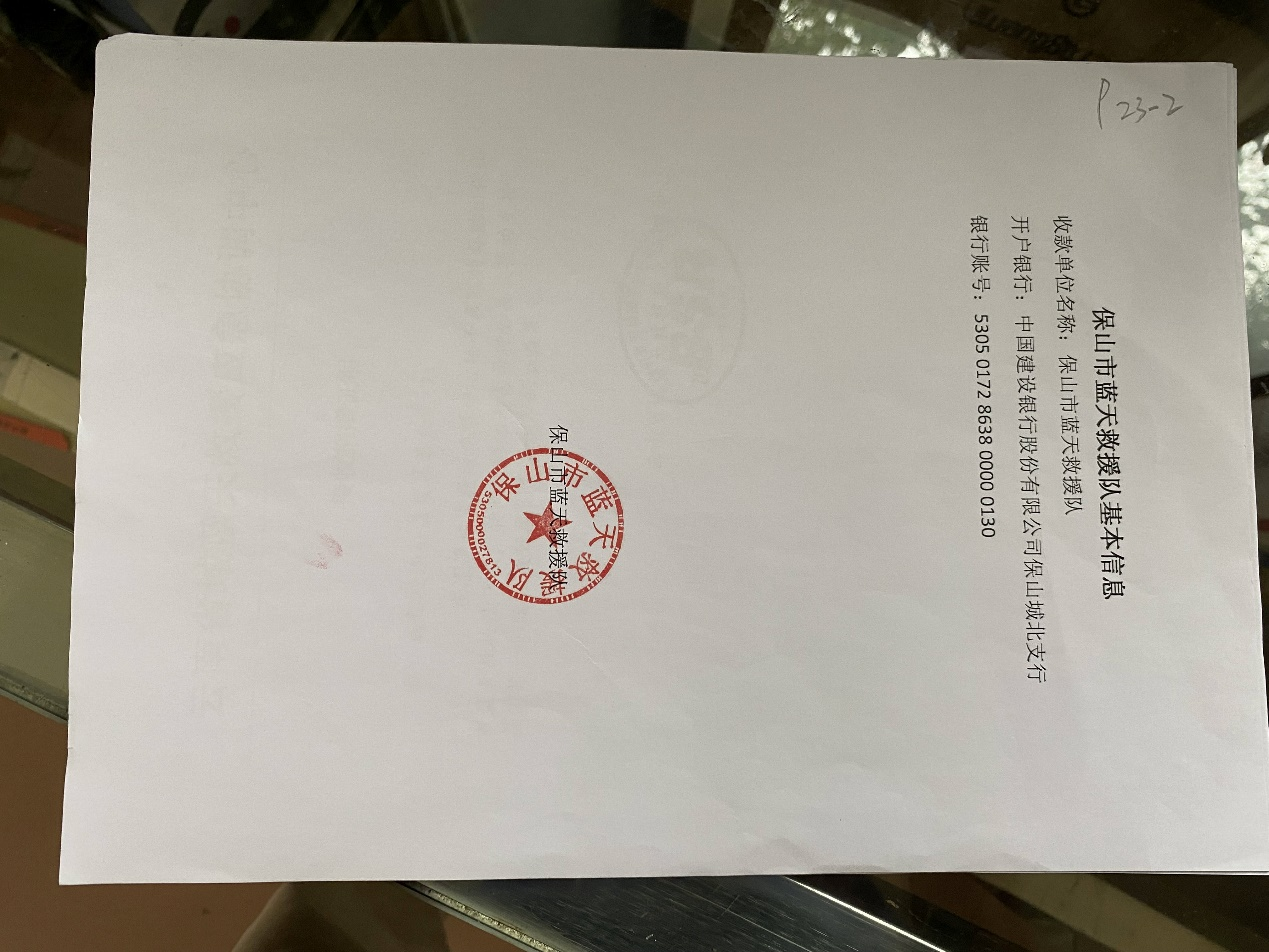 P 23-2
保山市蓝天救援队基本信息
收款单位名称：保山市蓝天救援队
开户银行：中国建设银行股份有限公司保山城北支行
银行账号：5305 0172 8638 0000 0130
保山市蓝天救援队
保山市蓝天救援队
5305000027813